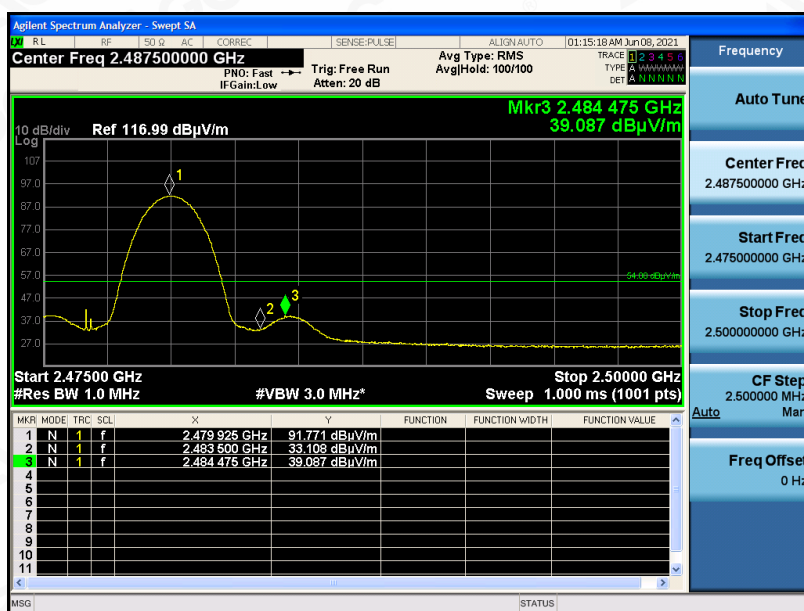 Agilent Spectrum Analyzer - Swept SA
LXI RL RF 50 Ω AC CORREC SENSE:PULSE ALIGN AUTO 01:15:18 AM Jun 08, 2021
Center Freq 2.487500000 GHz
PNO: Fast
IFGain:Low
Trig: Free Run
Atten: 20 dB
Avg Type: RMS
Avg|Hold: 100/100
TRACE 1 2 3 4 5 6
TYPE A WWWWW
DET A N N N N N
Mkr3 2.484 475 GHz
39.087 dBµV/m
10 dB/div Ref 116.99 dBµV/m
Log
107
97.0
87.0
77.0
67.0
57.0
47.0
37.0
27.0
1
2
3
54.00 dBµV/m
Start 2.47500 GHz Stop 2.50000 GHz
#Res BW 1.0 MHz #VBW 3.0 MHz* Sweep 1.000 ms (1001 pts)
MKR MODE TRC SCL X Y FUNCTION FUNCTION WIDTH FUNCTION VALUE
1 N 1 f 2.479 925 GHz 91.771 dBµV/m
2 N 1 f 2.483 500 GHz 33.108 dBµV/m
3 N 1 f 2.484 475 GHz 39.087 dBµV/m
4
5
6
7
8
9
10
11
MSG STATUS
Frequency
Auto Tune
Center Freq
2.487500000 GHz
Start Freq
2.475000000 GHz
Stop Freq
2.500000000 GHz
CF Step
2.500000 MHz
Auto Man
Freq Offset
0 Hz